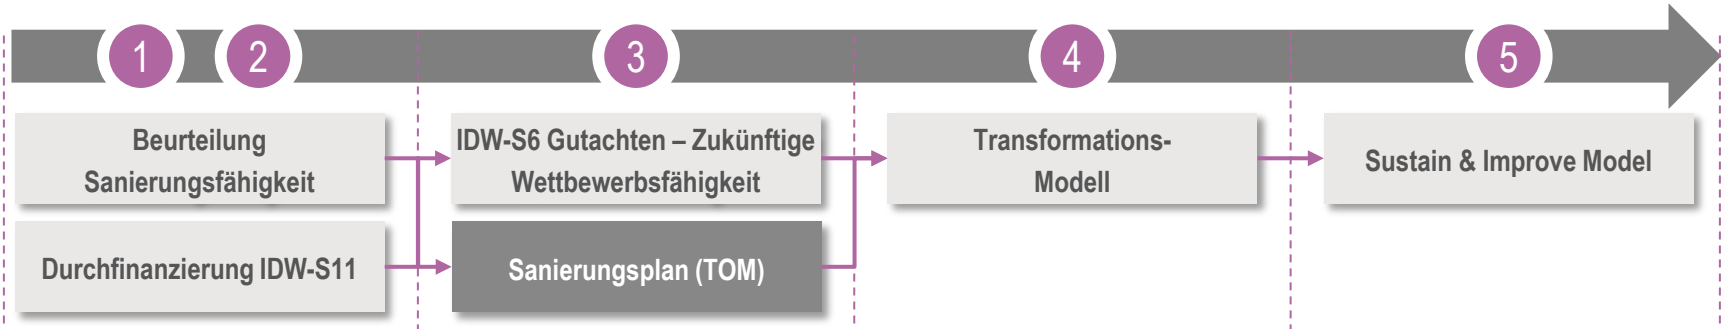 1
2
3
4
5
Beurteilung
Sanierungsfähigkeit
Durchfinanzierung IDW-S11
IDW-S6 Gutachten – Zukünftige
Wettbewerbsfähigkeit
Sanierungsplan (TOM)
Transformations-
Modell
Sustain & Improve Model